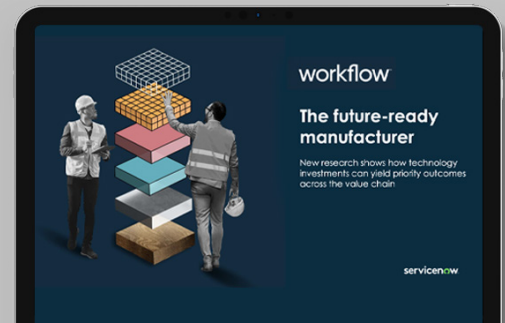 workflow
The future-ready
manufacturer
New research shows how technology
investments can yield priority outcomes
across the value chain
servicenow